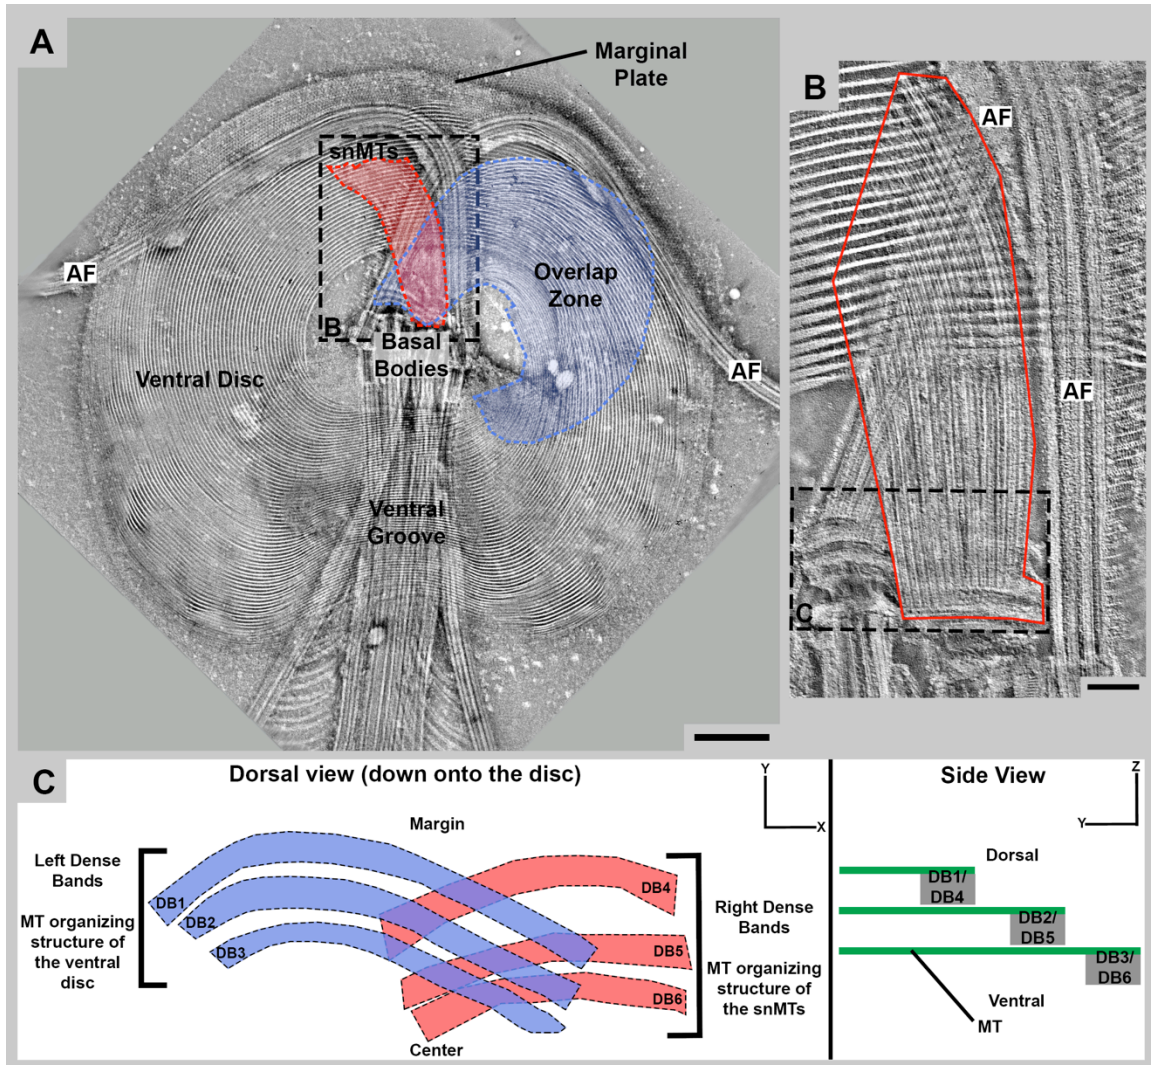 A
Marginal
Plate
snMTs
AF
B
Overlap
Zone
Basal
Bodies
Ventral Disc
AF
Ventral
Groove
B
AF
AF
C
C
Dorsal view (down onto the disc)
Y
X
Margin
Left Dense
Bands
MT organizing
structure of
the ventral
disc
DB1
DB2
DB3
DB4
DB5
DB6
Right Dense
Bands
MT organizing
structure of
the snMTs
Center
Side View
Z
Y
Dorsal
DB1/
DB4
DB2/
DB5
DB3/
DB6
Ventral
MT